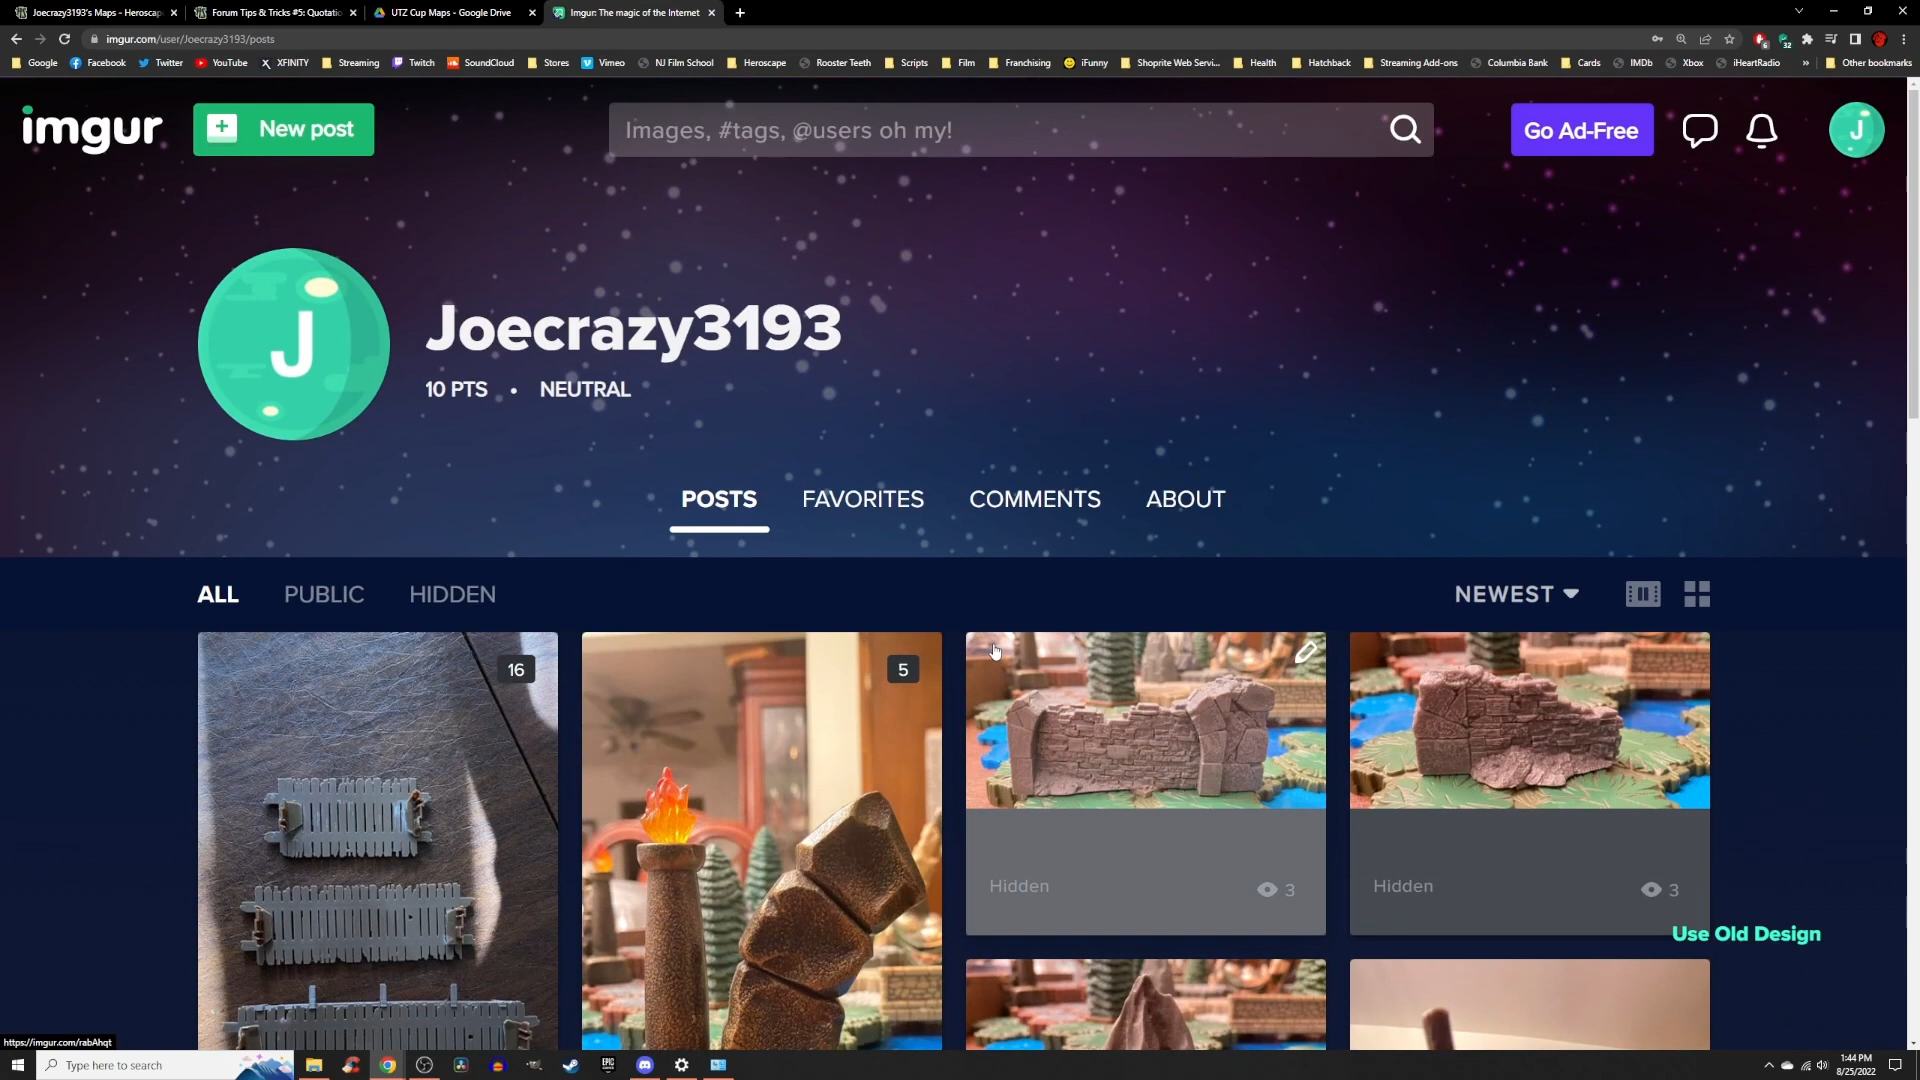 Joecrazy3193's Maps - Heroscap
Forum Tips & Tricks #5: Quotatio
UTZ Cup Maps - Google Drive
Imgur: The magic of the Internet
imgur.com/user/Joecrazy3193/posts
6
32
Google Facebook Twitter YouTube XFINITY Streaming Twitch SoundCloud Stores Vimeo NJ Film School Heroscape Rooster Teeth Scripts Film Franchising iFunny Shoprite Web Servi... Health Hatchback Streaming Add-ons Columbia Bank Cards IMDb Xbox iHeartRadio » Other bookmarks
imgur
New post
Images, #tags, @users oh my!
Go Ad-Free
J
J
Joecrazy3193
10 PTS • NEUTRAL
POSTS FAVORITES COMMENTS ABOUT
ALL PUBLIC HIDDEN NEWEST
16
5
Hidden 3
Hidden 3
Use Old Design
https://imgur.com/rabAhqt
Type here to search
EPIC GAMES
1:44 PM
8/25/2022